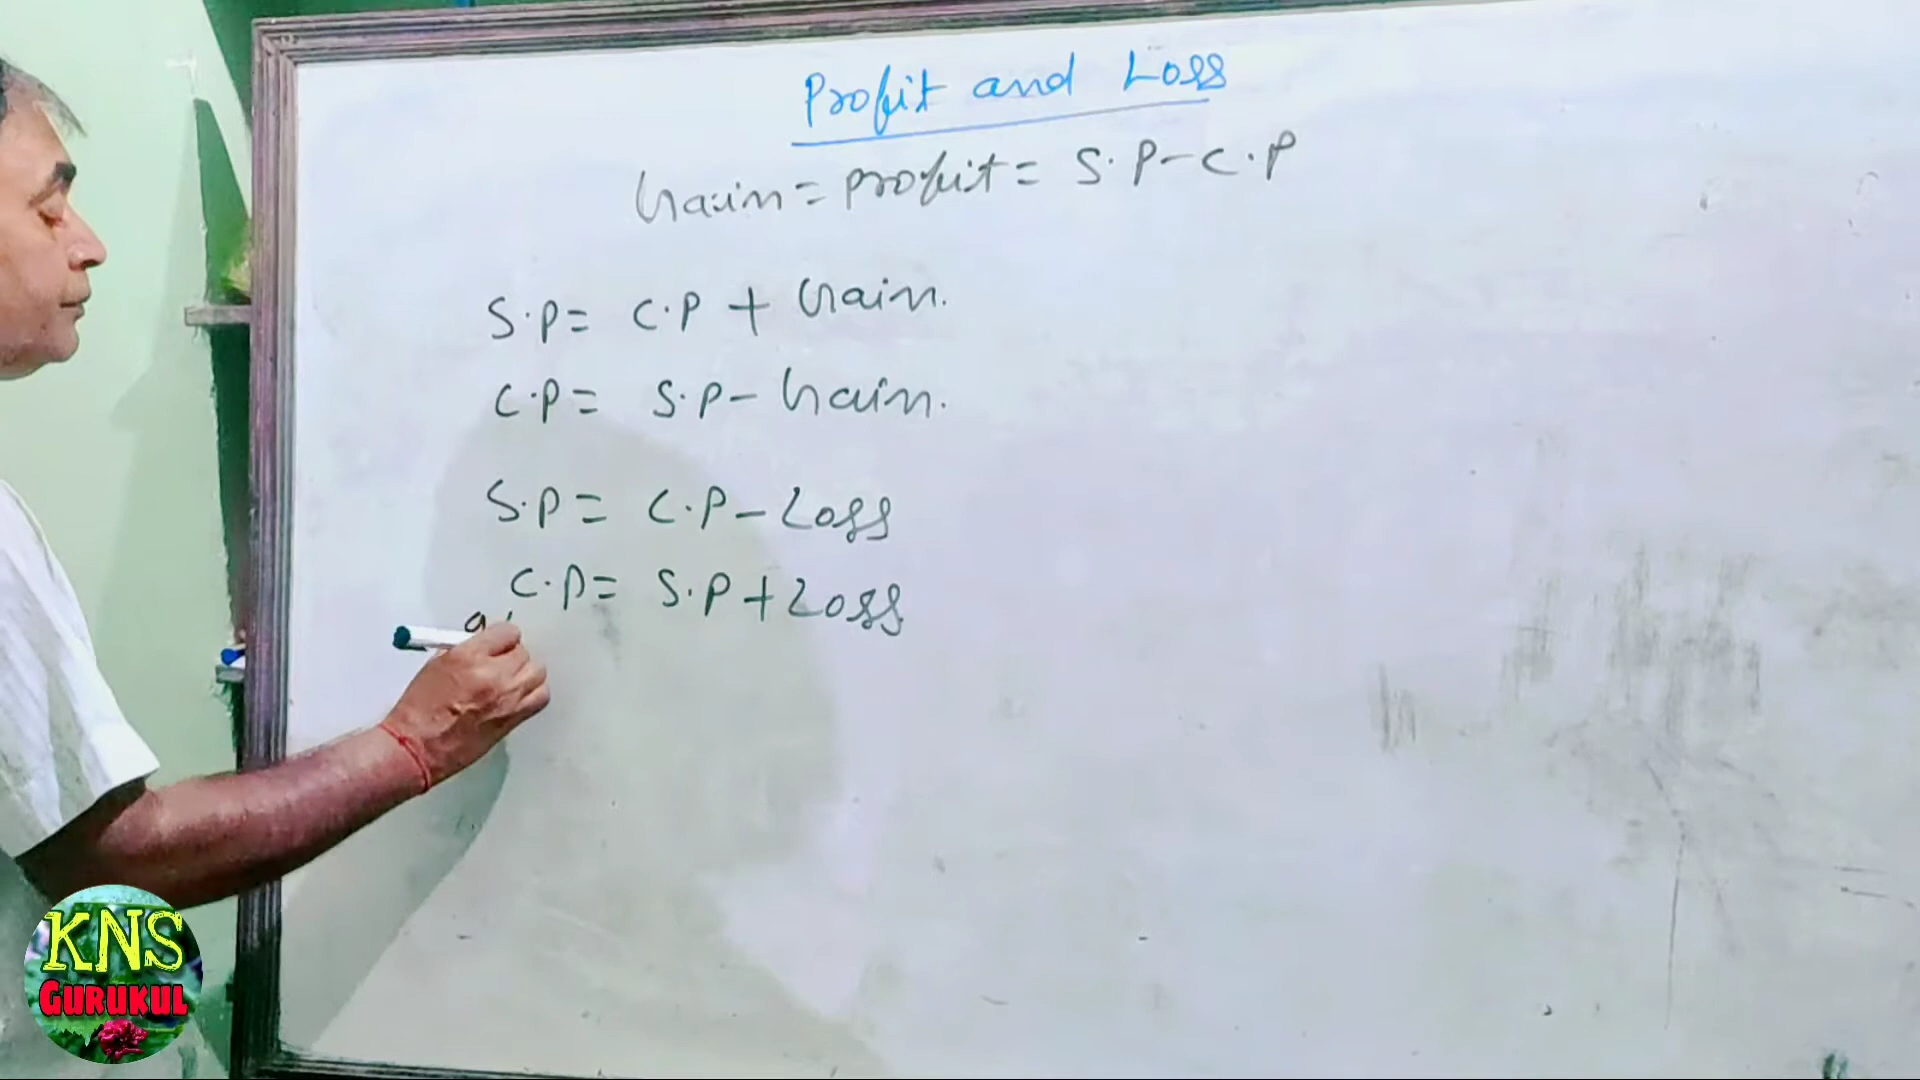 Profit and Loss
Gain = Profit = S.P - C.P
S.P = C.P + Gain.
C.P = S.P - Gain.
S.P = C.P - Loss
C.P = S.P + Loss
KNS
GURUKUL